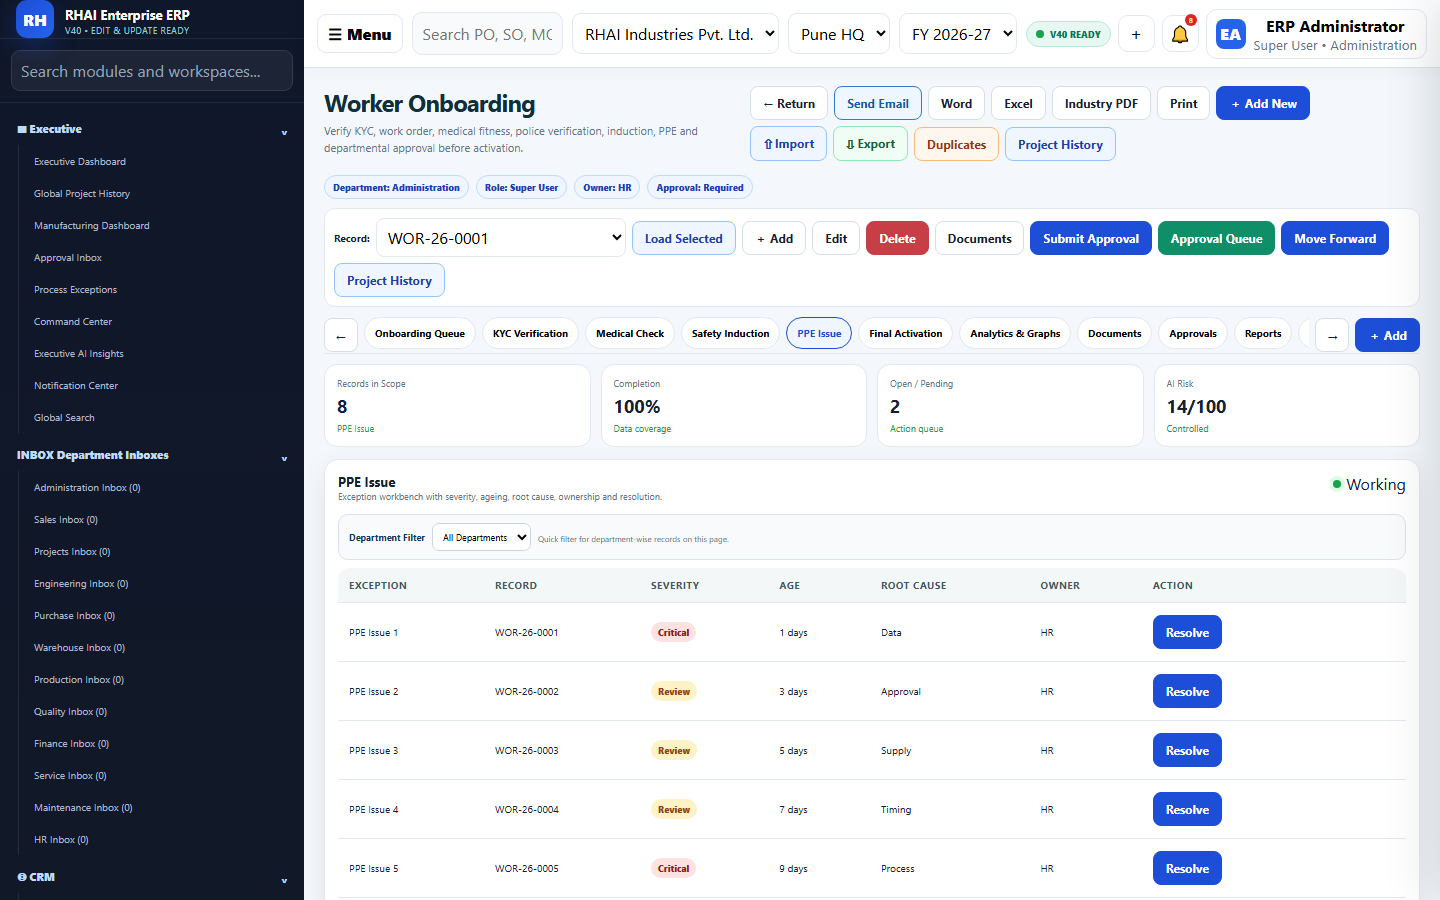 RH
RHAI Enterprise ERP
V40 • EDIT & UPDATE READY
Search modules and workspaces...
Executive
Executive Dashboard
Global Project History
Manufacturing Dashboard
Approval Inbox
Process Exceptions
Command Center
Executive AI Insights
Notification Center
Global Search
INBOX Department Inboxes
Administration Inbox (0)
Sales Inbox (0)
Projects Inbox (0)
Engineering Inbox (0)
Purchase Inbox (0)
Warehouse Inbox (0)
Production Inbox (0)
Quality Inbox (0)
Finance Inbox (0)
Service Inbox (0)
Maintenance Inbox (0)
HR Inbox (0)
CRM
☰ Menu
Search PO, SO, MC
RHAI Industries Pvt. Ltd.
Pune HQ
FY 2026-27
V40 READY
+
8
EA
ERP Administrator
Super User • Administration
Worker Onboarding
Verify KYC, work order, medical fitness, police verification, induction, PPE and
departmental approval before activation.
← Return
Send Email
Word
Excel
Industry PDF
Print
+ Add New
⇧ Import
⇩ Export
Duplicates
Project History
Department: Administration
Role: Super User
Owner: HR
Approval: Required
Record:
WOR-26-0001
Load Selected
+ Add
Edit
Delete
Documents
Submit Approval
Approval Queue
Move Forward
Project History
←
Onboarding Queue
KYC Verification
Medical Check
Safety Induction
PPE Issue
Final Activation
Analytics & Graphs
Documents
Approvals
Reports
→
+ Add
Records in Scope
8
PPE Issue
Completion
100%
Data coverage
Open / Pending
2
Action queue
AI Risk
14/100
Controlled
PPE Issue
Exception workbench with severity, ageing, root cause, ownership and resolution.
Working
Department Filter
All Departments
Quick filter for department-wise records on this page.
EXCEPTION RECORD SEVERITY AGE ROOT CAUSE OWNER ACTION
PPE Issue 1 WOR-26-0001 Critical 1 days Data HR Resolve
PPE Issue 2 WOR-26-0002 Review 3 days Approval HR Resolve
PPE Issue 3 WOR-26-0003 Review 5 days Supply HR Resolve
PPE Issue 4 WOR-26-0004 Review 7 days Timing HR Resolve
PPE Issue 5 WOR-26-0005 Critical 9 days Process HR Resolve